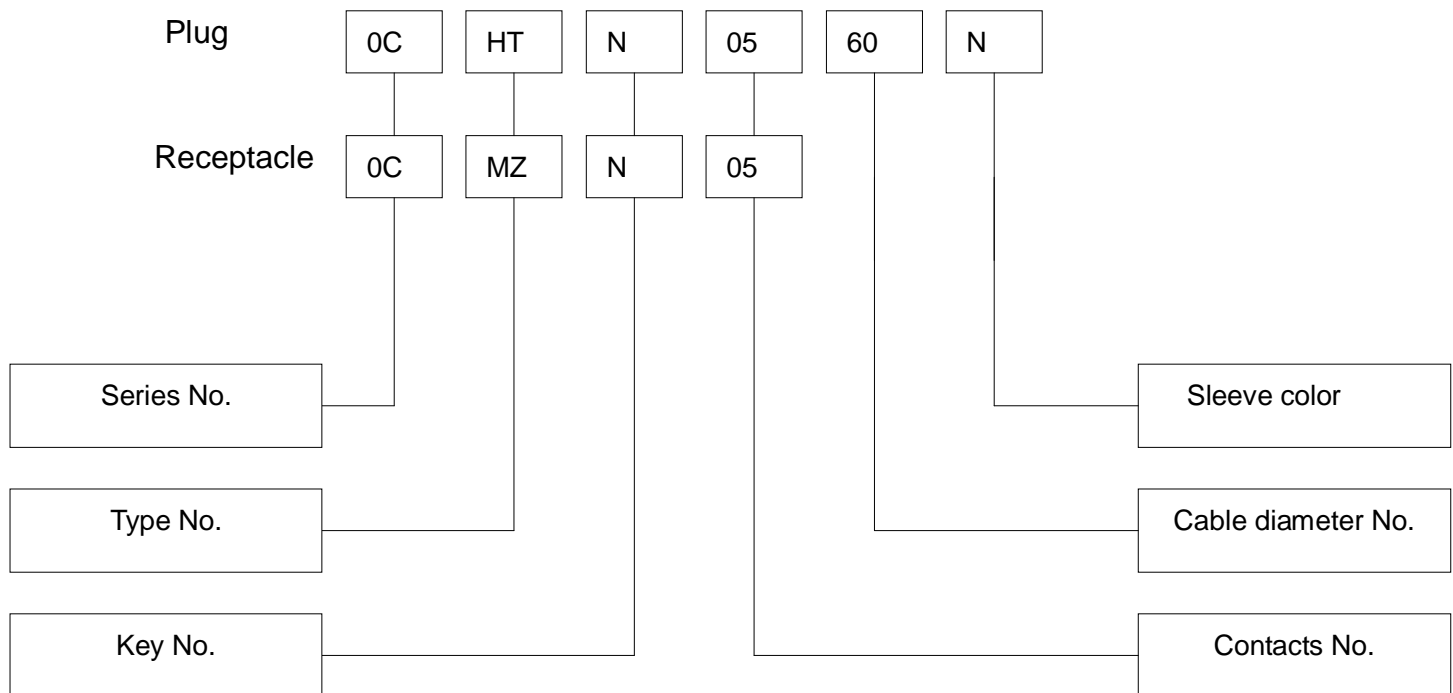 Plug 0C HT N 05 60 N
Receptacle 0C MZ N 05
Series No. Sleeve color
Type No. Cable diameter No.
Key No. Contacts No.